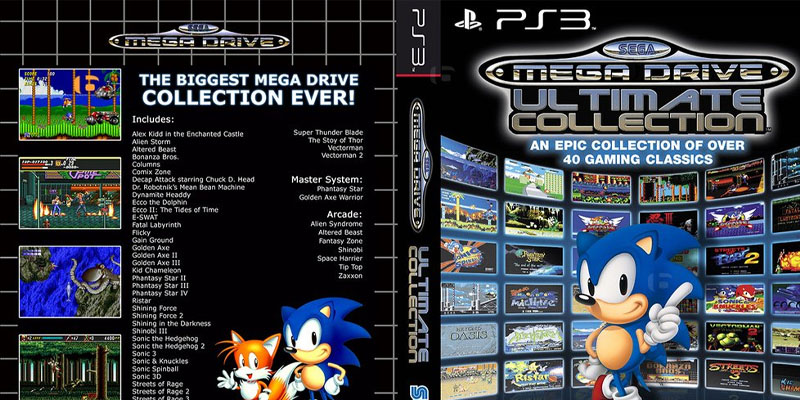 SEGA
MEGA DRIVE
THE BIGGEST MEGA DRIVE
COLLECTION EVER!
Includes:
Alex Kidd in the Enchanted Castle
Alien Storm
Altered Beast
Bonanza Bros.
Columns
Comix Zone
Decap Attack starring Chuck D. Head
Dr. Robotnik's Mean Bean Machine
Dynamite Headdy
Ecco the Dolphin
Ecco II: The Tides of Time
E-SWAT
Fatal Labyrinth
Flicky
Gain Ground
Golden Axe
Golden Axe II
Golden Axe III
Kid Chameleon
Phantasy Star II
Phantasy Star III
Phantasy Star IV
Ristar
Shining Force
Shining Force 2
Shining in the Darkness
Shinobi III
Sonic the Hedgehog
Sonic the Hedgehog 2
Sonic 3
Sonic & Knuckles
Sonic Spinball
Sonic 3D
Streets of Rage
Streets of Rage 2
Streets of Rage 3
Super Thunder Blade
The Stoy of Thor
Vectorman
Vectorman 2
Master System:
Phantasy Star
Golden Axe Warrior
Arcade:
Alien Syndrome
Altered Beast
Fantasy Zone
Shinobi
Space Harrier
Tip Top
Zaxxon
PS3
MEGA DRIVE
ULTIMATE
COLLECTION
PS3
SEGA
MEGA DRIVE
ULTIMATE
COLLECTION
AN EPIC COLLECTION OF OVER
40 GAMING CLASSICS